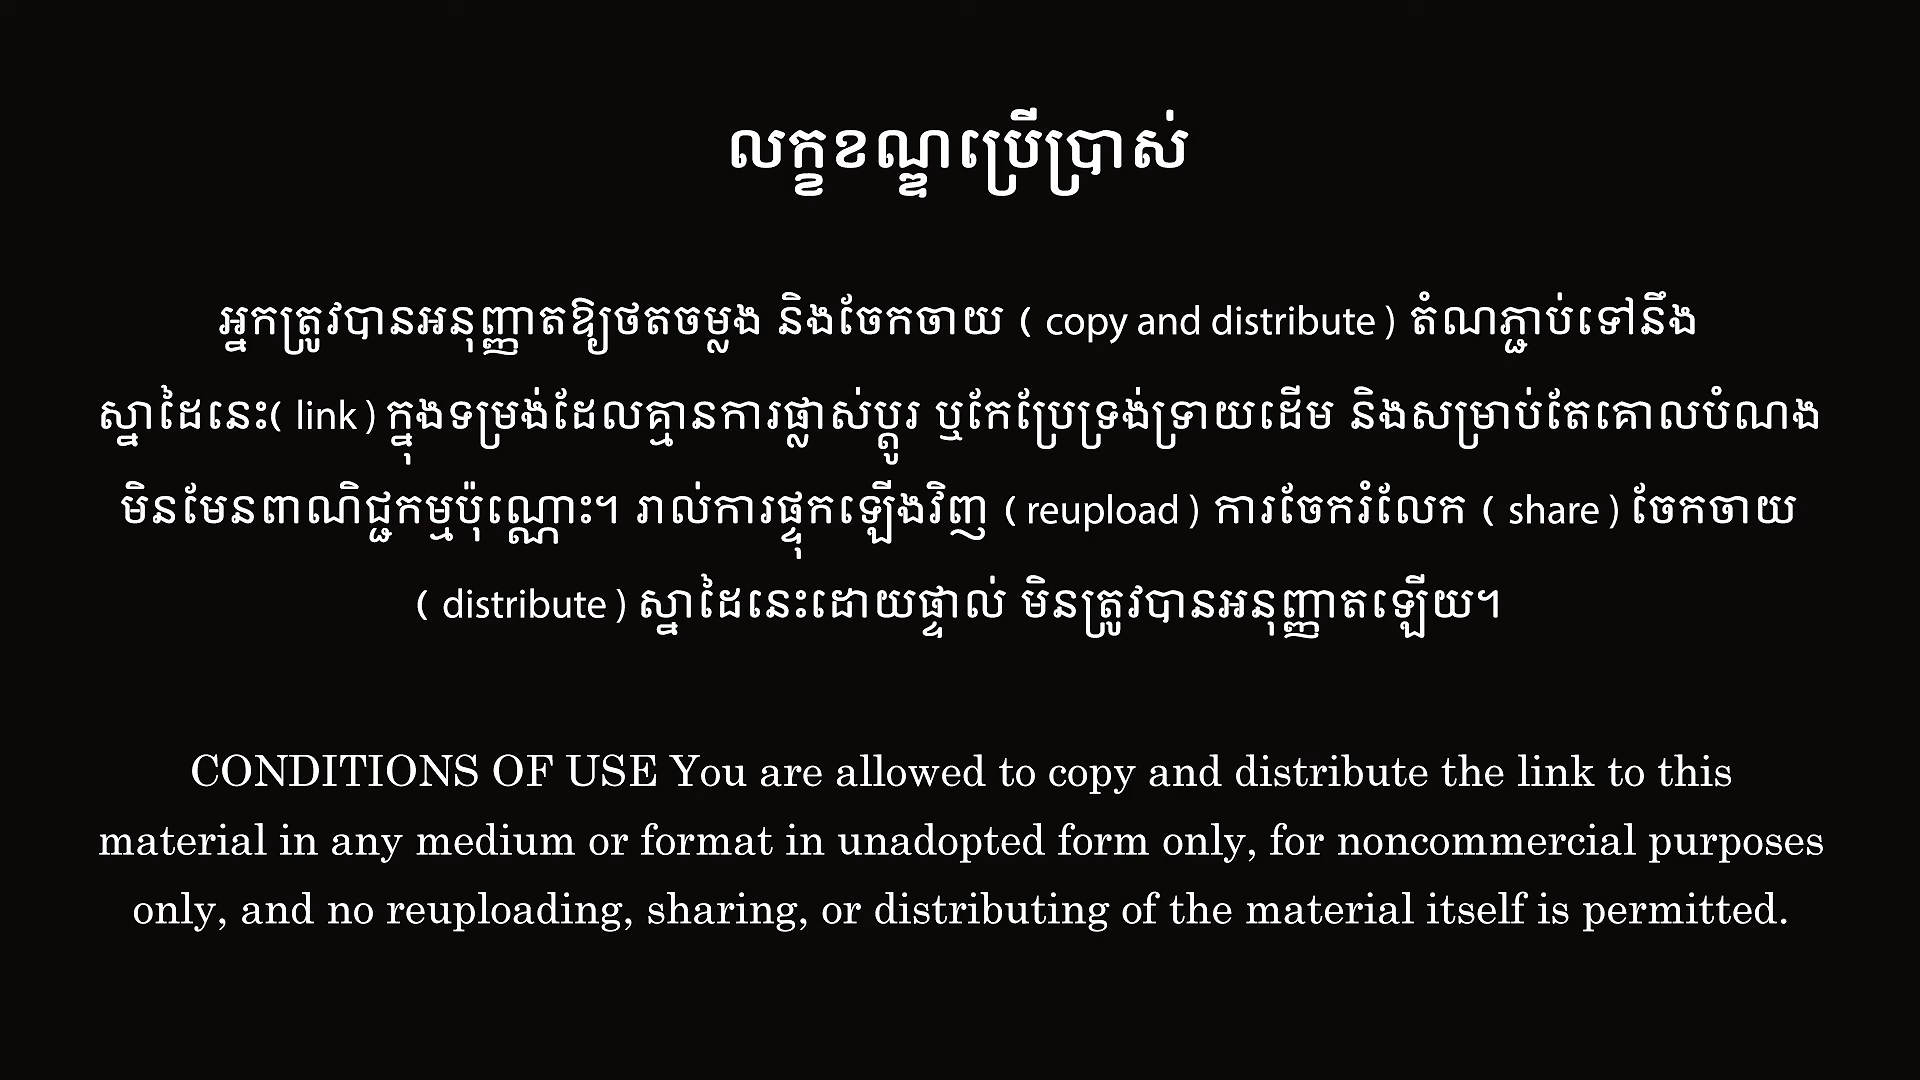 លក្ខខណ្ឌប្រើប្រាស់
អ្នកត្រូវបានអនុញ្ញាតឱ្យថតចម្លង និងចែកចាយ ( copy and distribute ) តំណភ្ជាប់ទៅនឹង
ស្នាដៃនេះ( link ) ក្នុងទម្រង់ដែលគ្មានការផ្លាស់ប្តូរ ឬកែប្រែទ្រង់ទ្រាយដើម និងសម្រាប់តែគោលបំណង
មិនមែនពាណិជ្ជកម្មប៉ុណ្ណោះ។ រាល់ការផ្ទុកឡើងវិញ ( reupload ) ការចែករំលែក ( share ) ចែកចាយ
( distribute ) ស្នាដៃនេះដោយផ្ទាល់ មិនត្រូវបានអនុញ្ញាតឡើយ។
CONDITIONS OF USE You are allowed to copy and distribute the link to this
material in any medium or format in unadopted form only, for noncommercial purposes
only, and no reuploading, sharing, or distributing of the material itself is permitted.